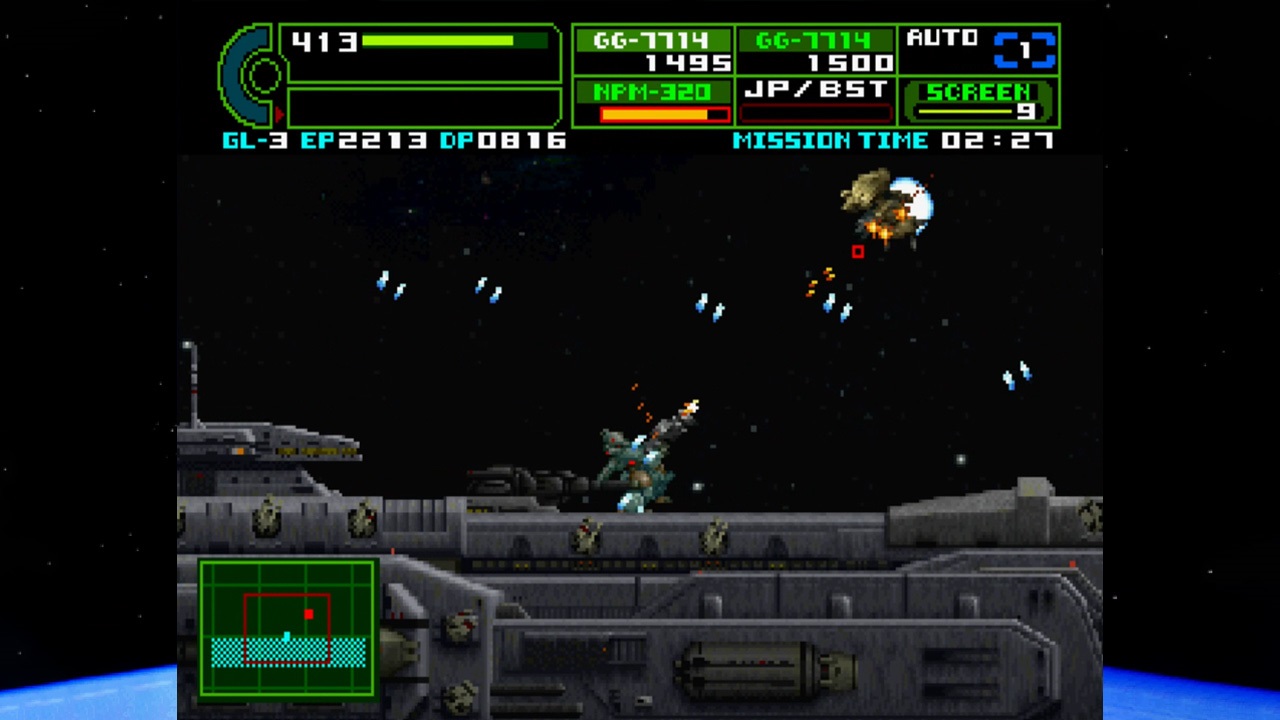 413 GG-7714 GG-7714 AUTO 1
1495 1500
NPM-320 JP/BST SCREEN
9
GL-3 EP2213 DP0816 MISSION TIME 02:27